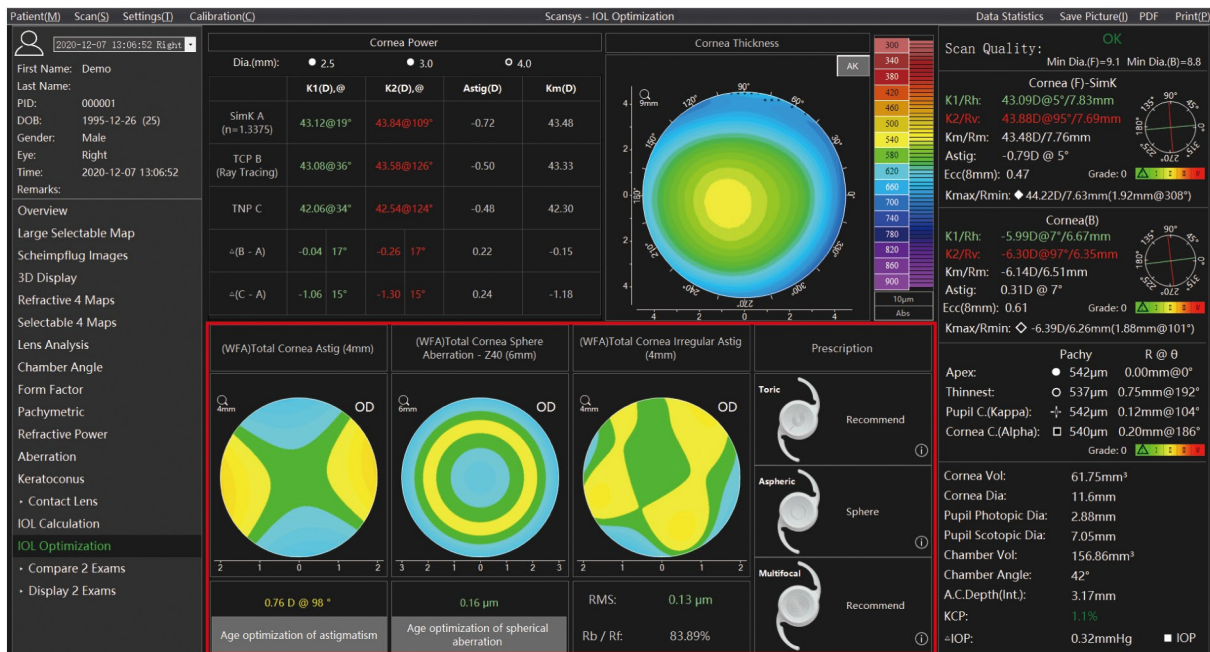 Patient(M) Scan(S) Settings(T) Calibration(C) Scansys - IOL Optimization Data Statistics Save Picture(J) PDF Print(P)
2020-12-07 13:06:52 Right
First Name: Demo
Last Name:
PID: 000001
DOB: 1995-12-26 (25)
Gender: Male
Eye: Right
Time: 2020-12-07 13:06:52
Remarks:
Overview
Large Selectable Map
Scheimpflug Images
3D Display
Refractive 4 Maps
Selectable 4 Maps
Lens Analysis
Chamber Angle
Form Factor
Pachymetric
Refractive Power
Aberration
Keratoconus
Contact Lens
IOL Calculation
IOL Optimization
Compare 2 Exams
Display 2 Exams
Cornea Power
Dia.(mm): 2.5 3.0 4.0
K1(D),@ K2(D),@ Astig(D) Km(D)
SimK A
(n=1.3375) 43.12@19° 43.84@109° -0.72 43.48
TCP B
(Ray Tracing) 43.08@36° 43.58@126° -0.50 43.33
TNP C 42.06@34° 42.54@124° -0.48 42.30
▵(B - A) -0.04 17° -0.26 17° 0.22 -0.15
▵(C - A) -1.06 15° -1.30 15° 0.24 -1.18
Cornea Thickness
AK
9mm
90°
120° 60°
150° 30°
180° 0°
210°
240° 270° 300°
4 2 0 2 4
4 2 0 2 4
300
340
380
420
460
500
540
580
620
660
700
740
780
820
860
900
10μm
Abs
(WFA)Total Cornea Astig (4mm)
4mm OD
2 1 0 1 2
0.76 D @ 98 °
Age optimization of astigmatism
(WFA)Total Cornea Sphere
Aberration - Z40 (6mm)
6mm OD
3 2 1 0 1 2 3
0.16 μm
Age optimization of spherical
aberration
(WFA)Total Cornea Irregular Astig
(4mm)
4mm OD
2 1 0 1 2
RMS: 0.13 μm
Rb / Rf: 83.89%
Prescription
Toric
Recommend
Aspheric
Sphere
Multifocal
Recommend
Scan Quality: OK
Min Dia.(F)=9.1 Min Dia.(B)=8.8
Cornea (F)-SimK
K1/Rh: 43.09D@5°/7.83mm
K2/Rv: 43.88D@95°/7.69mm
Km/Rm: 43.48D/7.76mm
Astig: -0.79D @ 5°
Ecc(8mm): 0.47 Grade: 0
135° 90° 45°
180° 0°
225° 270° 315°
Kmax/Rmin: ◆ 44.22D/7.63mm(1.92mm@308°)
Cornea(B)
K1/Rh: -5.99D@7°/6.67mm
K2/Rv: -6.30D@97°/6.35mm
Km/Rm: -6.14D/6.51mm
Astig: 0.31D @ 7°
Ecc(8mm): 0.61 Grade: 0
135° 90° 45°
180° 0°
225° 270° 315°
Kmax/Rmin: ◇ -6.39D/6.26mm(1.88mm@101°)
Pachy R @ θ
Apex: 542μm 0.00mm@0°
Thinnest: 537μm 0.75mm@192°
Pupil C.(Kappa): 542μm 0.12mm@104°
Cornea C.(Alpha): 540μm 0.20mm@186°
Grade: 0
Cornea Vol: 61.75mm³
Cornea Dia: 11.6mm
Pupil Photopic Dia: 2.88mm
Pupil Scotopic Dia: 7.05mm
Chamber Vol: 156.86mm³
Chamber Angle: 42°
A.C.Depth(Int.): 3.17mm
KCP: 1.1%
▵IOP: 0.32mmHg IOP